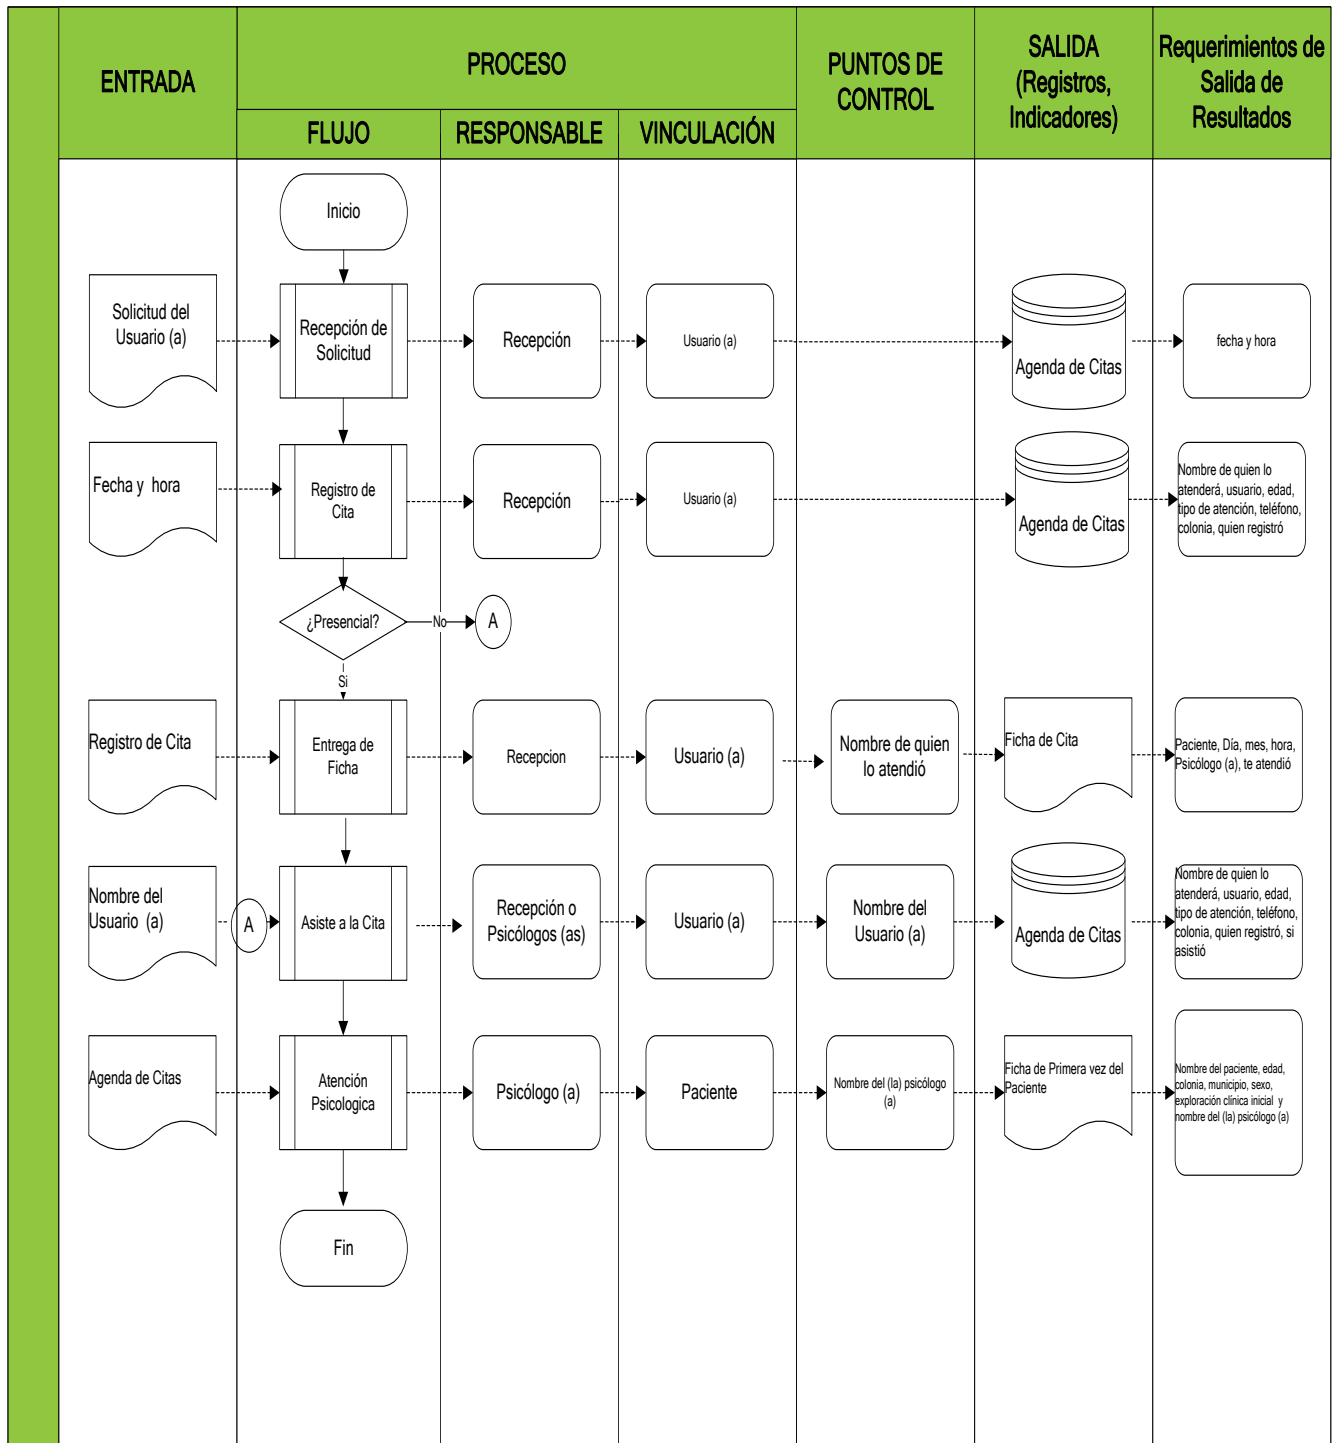 ENTRADA
PROCESO
PUNTOS DE
CONTROL
SALIDA
(Registros,
Indicadores)
Requerimientos de
Salida de
Resultados
FLUJO
RESPONSABLE
VINCULACIÓN
Inicio
Solicitud del
Usuario (a)
Recepción de
Solicitud
Recepción
Usuario (a)
Agenda de Citas
fecha y hora
Fecha y hora
Registro de
Cita
Recepción
Usuario (a)
Agenda de Citas
Nombre de quien lo
atenderá, usuario, edad,
tipo de atención, teléfono,
colonia, quien registró
¿Presencial?
No
A
Si
Registro de Cita
Entrega de
Ficha
Recepcion
Usuario (a)
Nombre de quien
lo atendió
Ficha de Cita
Paciente, Día, mes, hora,
Psicólogo (a), te atendió
Nombre del
Usuario (a)
A
Asiste a la Cita
Recepción o
Psicólogos (as)
Usuario (a)
Nombre del
Usuario (a)
Agenda de Citas
Nombre de quien lo
atenderá, usuario, edad,
tipo de atención, teléfono,
colonia, quien registró, si
asistió
Agenda de Citas
Atención
Psicologica
Psicólogo (a)
Paciente
Nombre del (la) psicólogo
(a)
Ficha de Primera vez del
Paciente
Nombre del paciente, edad,
colonia, municipio, sexo,
exploración clínica inicial y
nombre del (la) psicólogo (a)
Fin